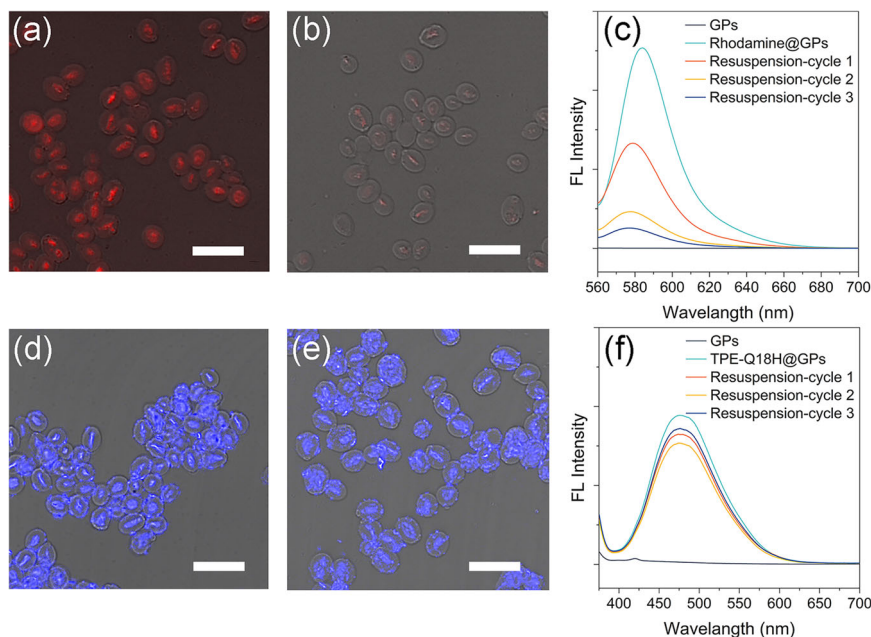 (a)
(b)
(c)
GPs
Rhodamine@GPs
Resuspension-cycle 1
Resuspension-cycle 2
Resuspension-cycle 3
FL Intensity
560 580 600 620 640 660 680 700
Wavelangth (nm)
(d)
(e)
(f)
GPs
TPE-Q18H@GPs
Resuspension-cycle 1
Resuspension-cycle 2
Resuspension-cycle 3
FL Intensity
400 450 500 550 600 650 700
Wavelangth (nm)